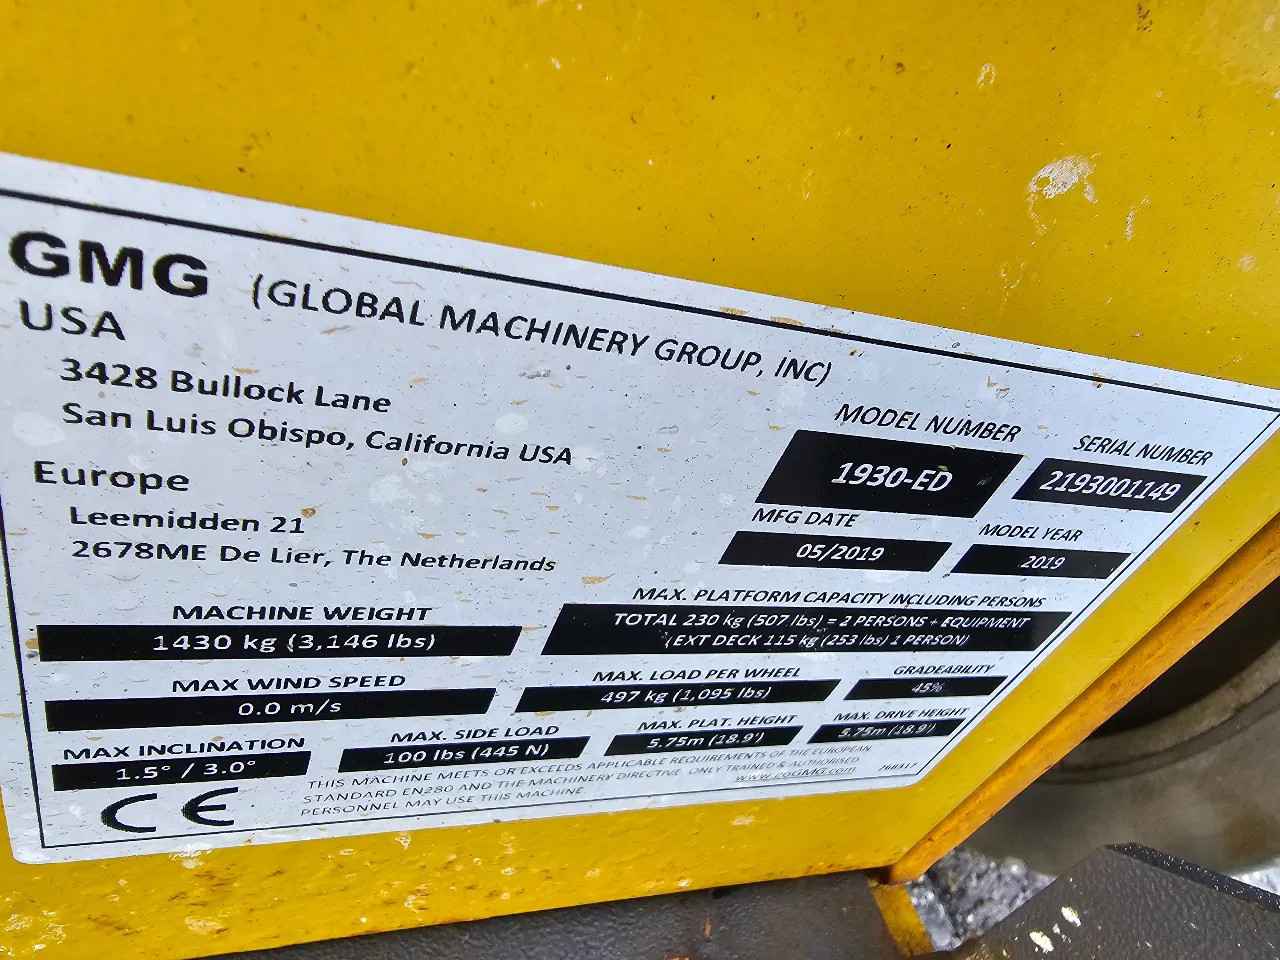 GMG (GLOBAL MACHINERY GROUP, INC)
USA
3428 Bullock Lane
San Luis Obispo, California USA
Europe
Leemidden 21
2678ME De Lier, The Netherlands
MODEL NUMBER
1930-ED
SERIAL NUMBER
2193001149
MFG DATE
05/2019
MODEL YEAR
2019
MACHINE WEIGHT
1430 kg (3,146 lbs)
MAX. PLATFORM CAPACITY INCLUDING PERSONS
TOTAL 230 kg (507 lbs) = 2 PERSONS + EQUIPMENT
(EXT DECK 115 kg (253 lbs) 1 PERSON)
MAX WIND SPEED
0.0 m/s
MAX. LOAD PER WHEEL
497 kg (1,095 lbs)
GRADEABILITY
45%
MAX INCLINATION
1.5° / 3.0°
MAX. SIDE LOAD
100 lbs (445 N)
MAX. PLAT. HEIGHT
5.75m (18.9')
MAX. DRIVE HEIGHT
5.75m (18.9')
CE
THIS MACHINE MEETS OR EXCEEDS APPLICABLE REQUIREMENTS OF THE EUROPEAN
STANDARD EN280 AND THE MACHINERY DIRECTIVE ONLY TRAINED & AUTHORISED
PERSONNEL MAY USE THIS MACHINE
www.goGMG.com